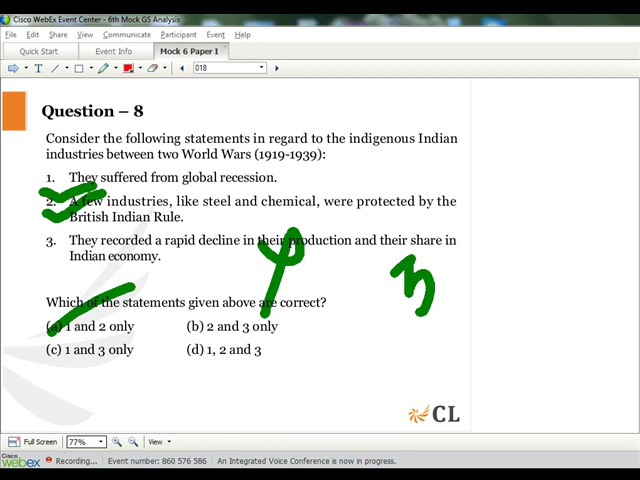 Cisco WebEx Event Center - 6th Mock GS Analysis
File Edit Share View Communicate Participant Event Help
Quick Start Event Info Mock 6 Paper I
T 018
Question – 8
Consider the following statements in regard to the indigenous Indian
industries between two World Wars (1919-1939):
1. They suffered from global recession.
2. A few industries, like steel and chemical, were protected by the
British Indian Rule.
3. They recorded a rapid decline in their production and their share in
Indian economy.
3
Which of the statements given above are correct?
(a) 1 and 2 only (b) 2 and 3 only
(c) 1 and 3 only (d) 1, 2 and 3
CL
Full Screen 77% View
Cisco
webex Recording... Event number: 860 576 586 An Integrated Voice Conference is now in progress.